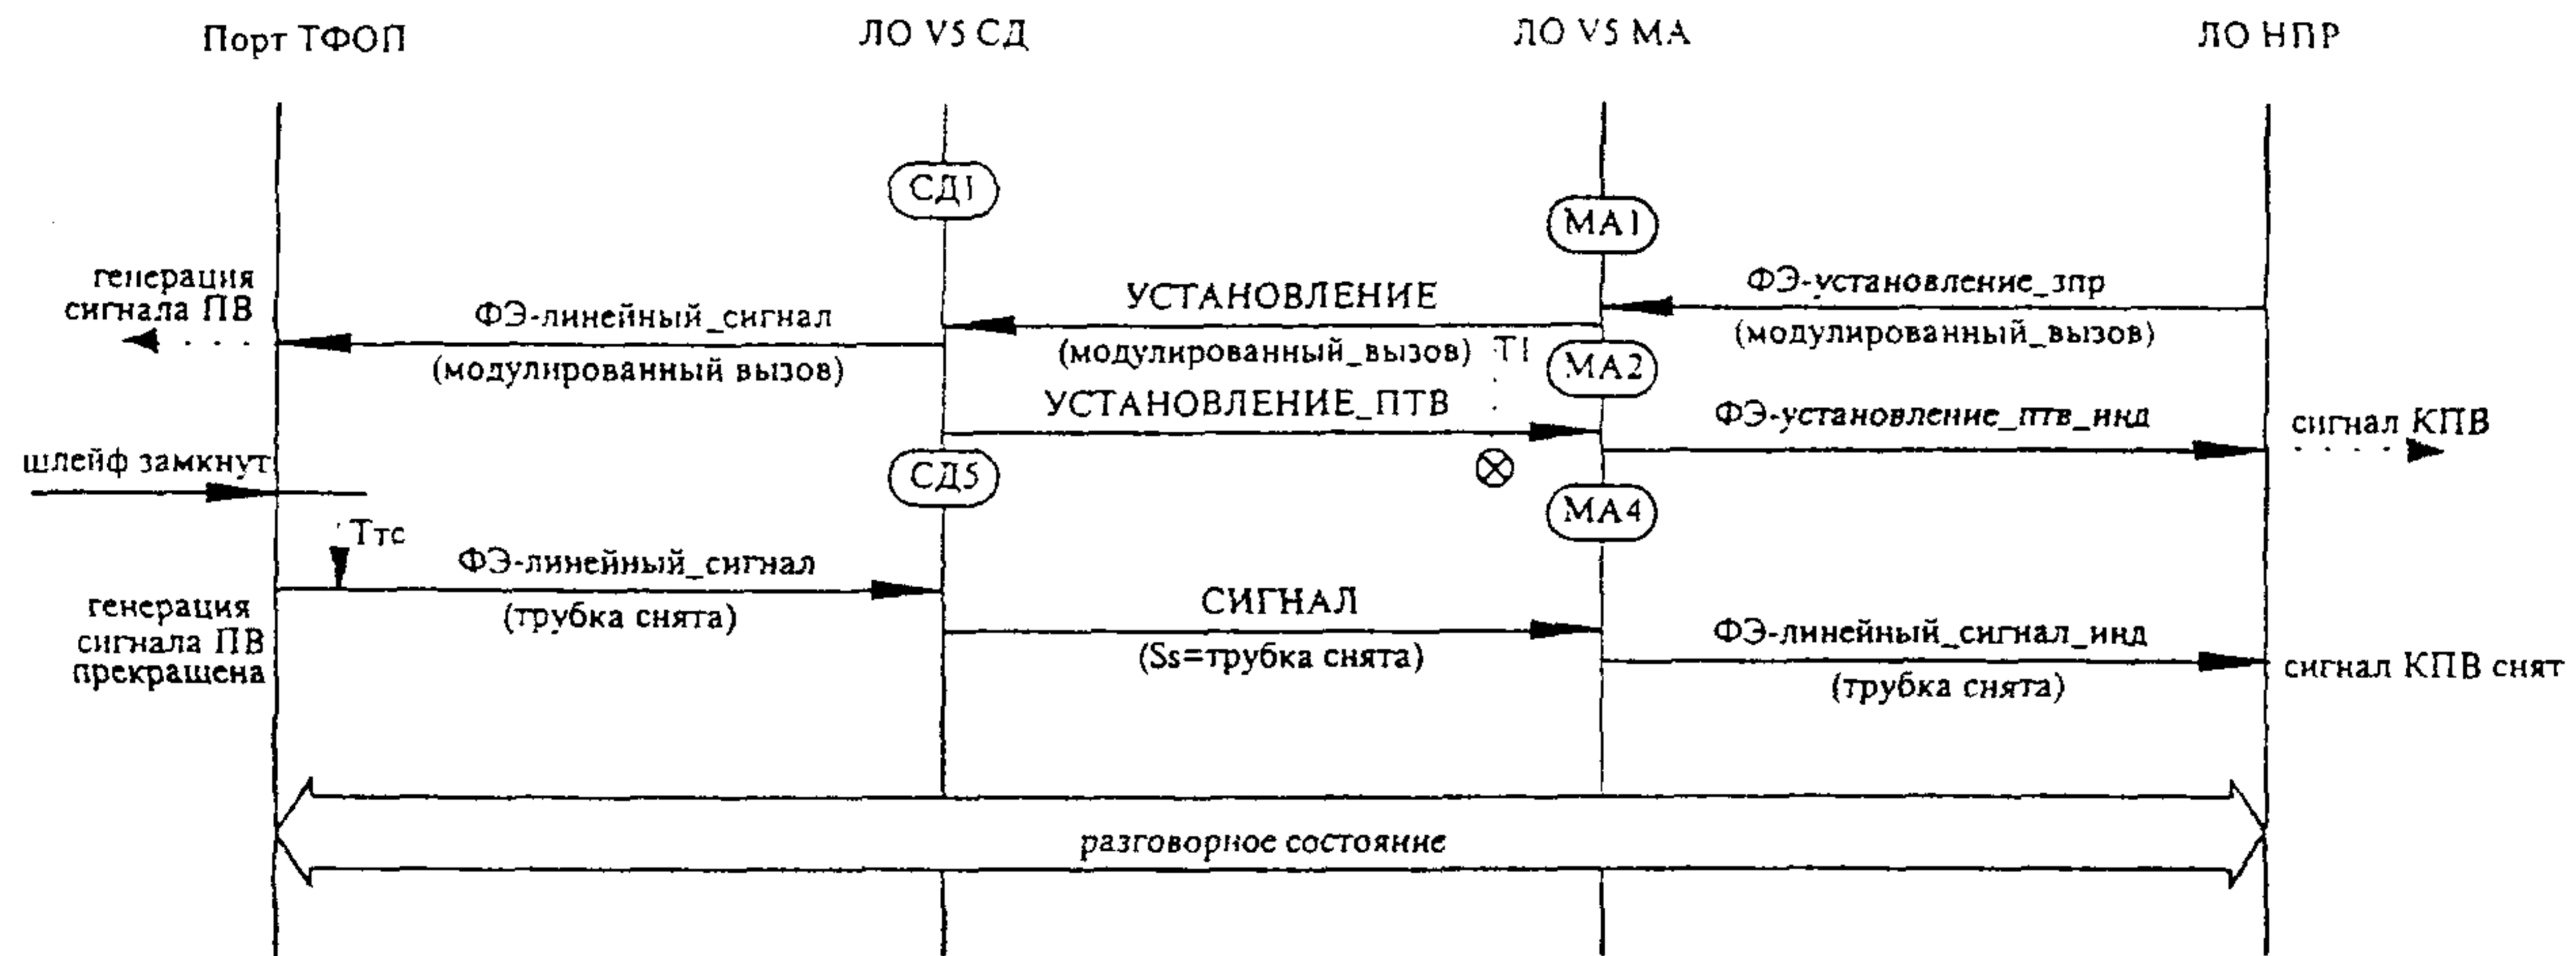 Порт ТФОП
ЛО V5 СД
ЛО V5 МА
ЛО НПР
СД1
МА1
генерация
сигнала ПВ
ФЭ-линейный_сигнал
(модулированный вызов)
УСТАНОВЛЕНИЕ
(модулированный_вызов)
Т1
ФЭ-установление_зпр
(модулированный_вызов)
МА2
УСТАНОВЛЕНИЕ_ПТВ
ФЭ-установление_птв_инд
сигнал КПВ
шлейф замкнут
СД5
МА4
Ттс
ФЭ-линейный_сигнал
(трубка снята)
генерация
сигнала ПВ
прекращена
СИГНАЛ
(Ss=трубка снята)
ФЭ-линейный_сигнал_инд
(трубка снята)
сигнал КПВ снят
разговорное состояние